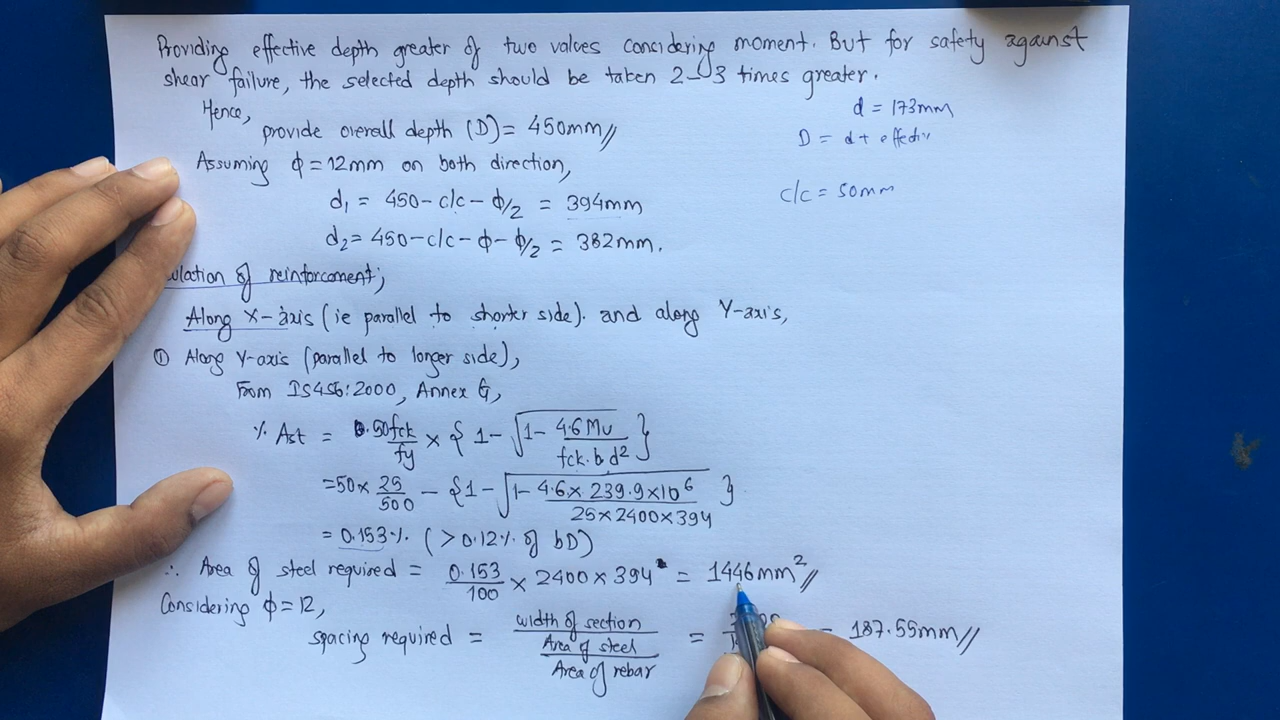 Providing effective depth greater of two values considering moment. But for safety against
shear failure, the selected depth should be taken 2-3 times greater.
Hence,
provide overall depth (D) = 450mm//
d = 173mm
D = d + effectiv
Assuming ϕ = 12mm on both direction,
c/c = 50mm
d₁ = 450 - c/c - ϕ/2 = 394mm
d₂ = 450 - c/c - ϕ - ϕ/2 = 382mm.
ulation of reinforcement,
Along X-axis (ie parallel to shorter side). and along Y-axis,
① Along Y-axis (parallel to longer side),
From IS456:2000, Annex G,
% Ast = 0.50fck/fy × { 1 - √(1 - 4.6 Mu / fck.b d²) }
= 50 × 25/500 - { 1 - √(1 - 4.6 × 239.9 × 10⁶ / 25 × 2400 × 394) }
= 0.153% (> 0.12% of bD)
∴ Area of steel required = 0.153/100 × 2400 × 394 = 1446mm²//
Considering ϕ = 12,
spacing required = width of section / (Area of steel / Area of rebar) = = 187.55mm//